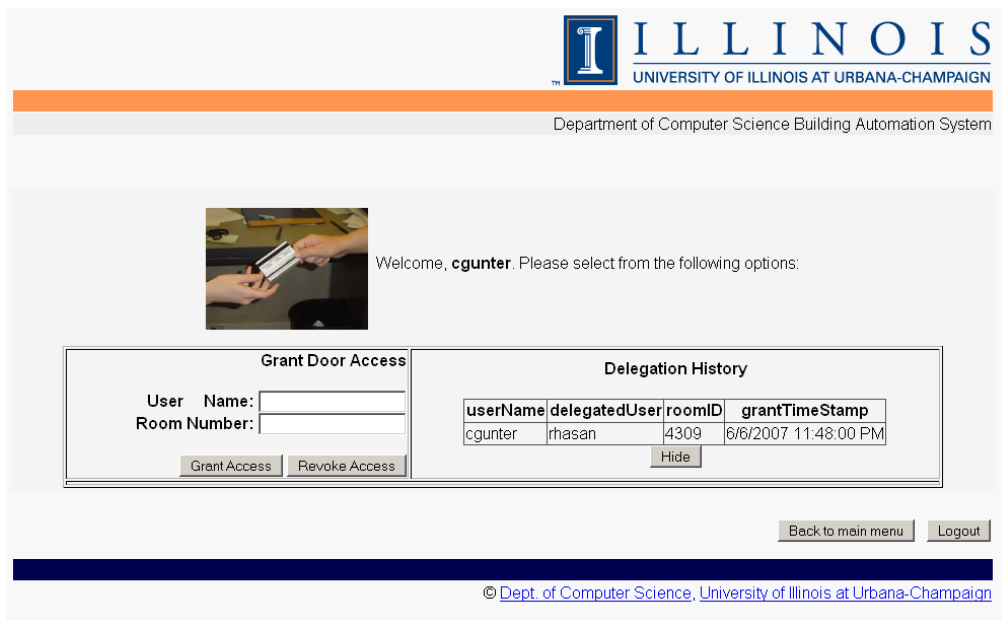 I L L I N O I S
UNIVERSITY OF ILLINOIS AT URBANA-CHAMPAIGN
TM
Department of Computer Science Building Automation System
Welcome, cgunter. Please select from the following options:
Grant Door Access
User Name:
Room Number:
Grant Access Revoke Access
Delegation History
userName delegatedUser roomID grantTimeStamp
cgunter rhasan 4309 6/6/2007 11:48:00 PM
Hide
Back to main menu Logout
© Dept. of Computer Science, University of Illinois at Urbana-Champaign